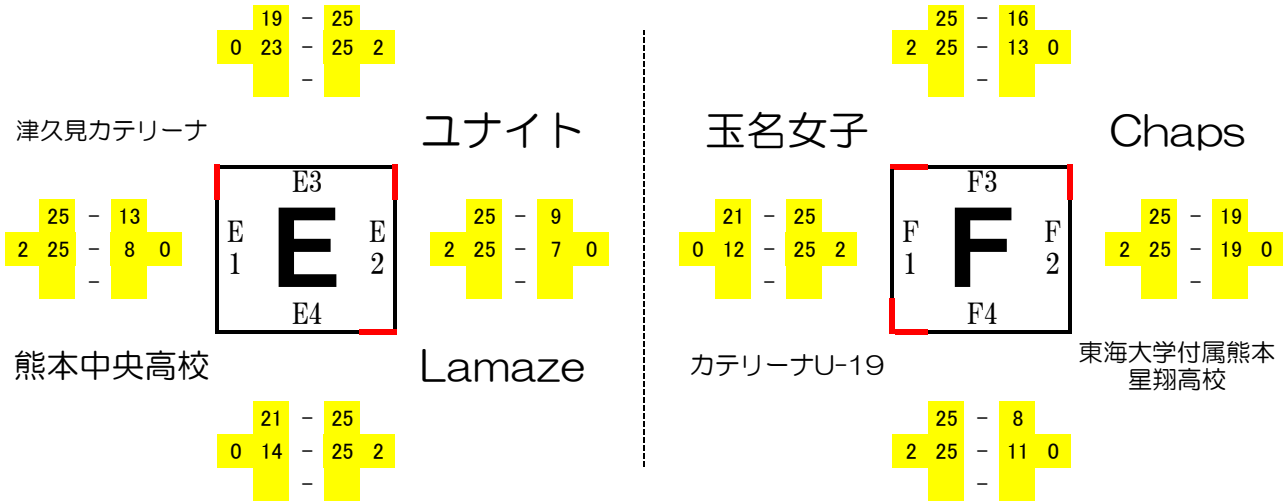 19 - 25
0 23 - 25 2
-
津久見カテリーナ
ユナイト
E3
25 - 13
2 25 - 8 0
-
E1
E
E2
25 - 9
2 25 - 7 0
-
E4
熊本中央高校
Lamaze
21 - 25
0 14 - 25 2
-
25 - 16
2 25 - 13 0
-
玉名女子
Chaps
F3
21 - 25
0 12 - 25 2
-
F1
F
F2
25 - 19
2 25 - 19 0
-
F4
カテリーナU-19
東海大学付属熊本
星翔高校
25 - 8
2 25 - 11 0
-